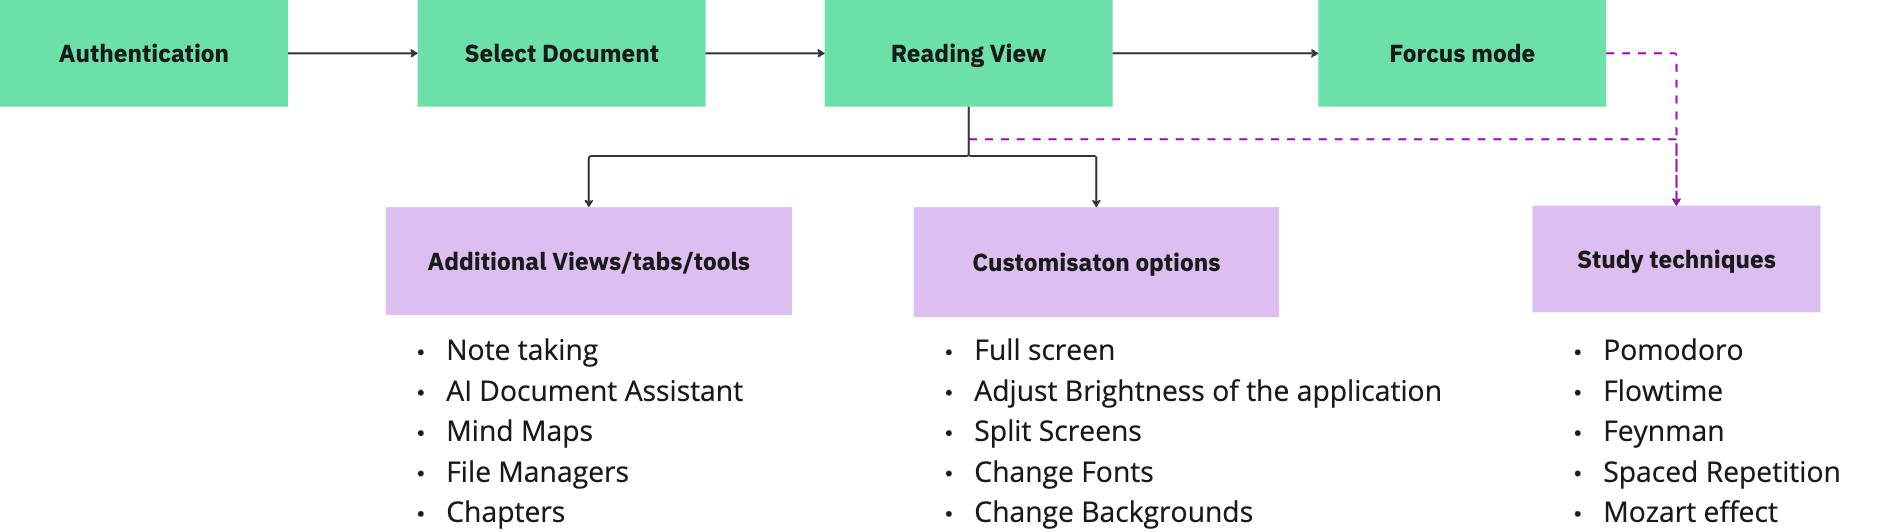 Authentication
Select Document
Reading View
Forcus mode
Additional Views/tabs/tools
• Note taking
• AI Document Assistant
• Mind Maps
• File Managers
• Chapters
Customisaton options
• Full screen
• Adjust Brightness of the application
• Split Screens
• Change Fonts
• Change Backgrounds
Study techniques
• Pomodoro
• Flowtime
• Feynman
• Spaced Repetition
• Mozart effect